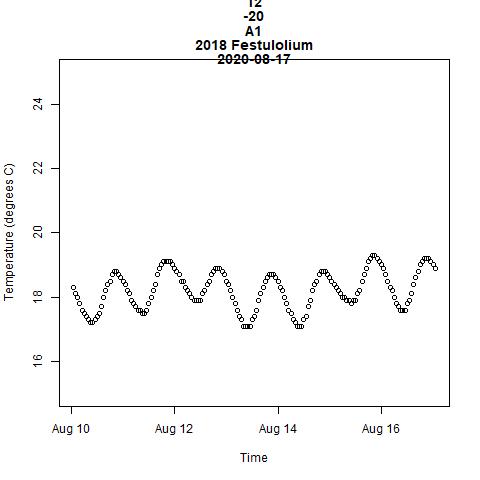 -20
A1
2018 Festulolium
2020-08-17
Temperature (degrees C)
24
22
20
18
16
Aug 10
Aug 12
Aug 14
Aug 16
Time